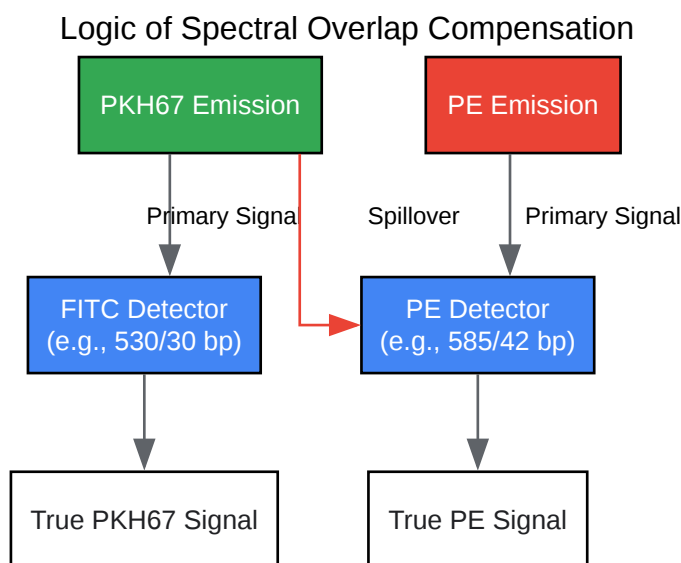 Logic of Spectral Overlap Compensation
PKH67 Emission
PE Emission
Primary Signal
Spillover
Primary Signal
FITC Detector
(e.g., 530/30 bp)
PE Detector
(e.g., 585/42 bp)
True PKH67 Signal
True PE Signal